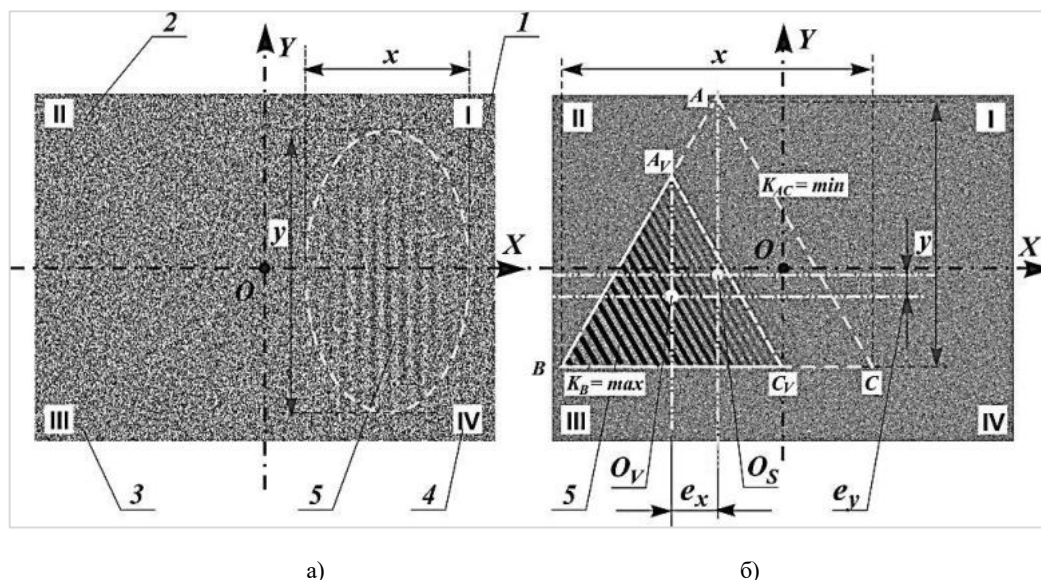 2 Y x 1
II I
y
X
O
III IV
3 5 4
Y
x
A
II I
A_V
K_AC = min
y
O X
B
K_B = max C_V C
III IV
5 O_V e_x O_S e_y
а) б)